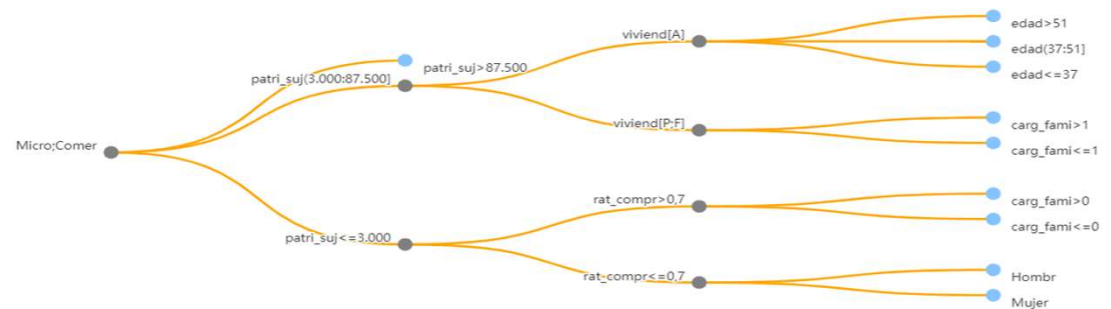 edad>51
viviend[A]
edad(37:51]
patri_suj>87.500
edad<=37
patri_suj(3.000:87.500]
carg_fami>1
viviend[P;F]
Micro;Comer
carg_fami<=1
rat_compr>0,7
carg_fami>0
carg_fami<=0
patri_suj<=3.000
rat_compr<=0,7
Hombr
Mujer